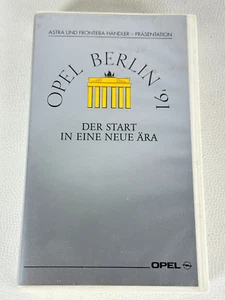 ASTRA UND FRONTERA HÄNDLER – PRÄSENTATION
OPEL BERLIN '91
DER START
IN EINE NEUE ÄRA
OPEL